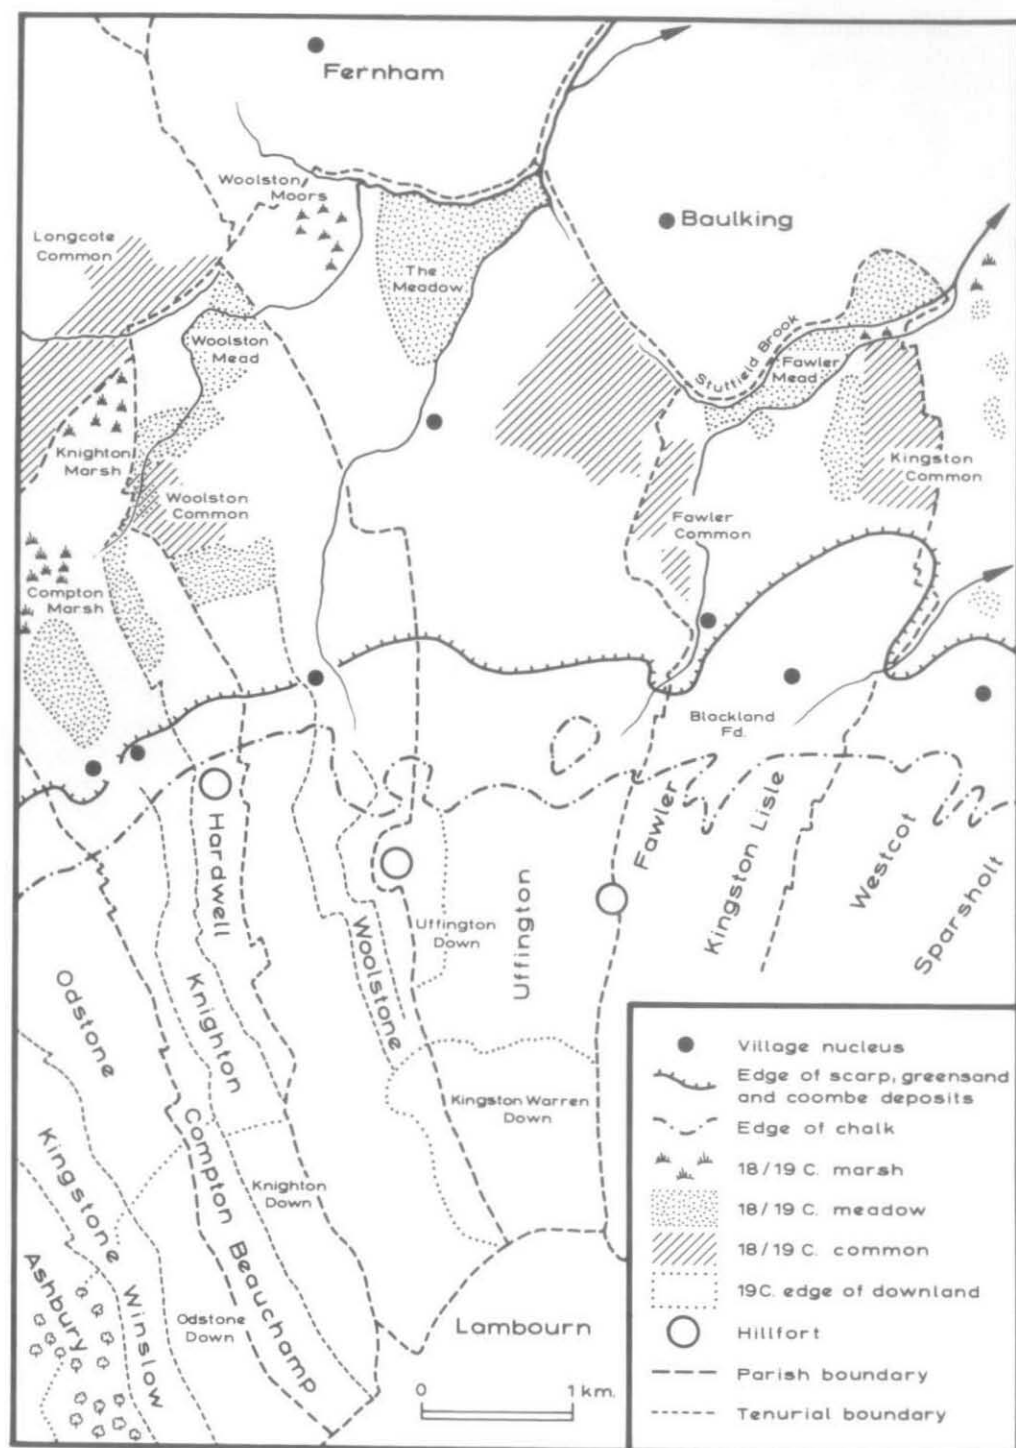 Fernham
Woolston
Moors
Baulking
Longcote
Common
The
Meadow
Stutfield Brook
Woolston
Mead
Fawler
Mead
Knighton
Marsh
Kingston
Common
Woolston
Common
Fawler
Common
Compton
Marsh
Blackland
Fd.
Hardwell
Fawler
Kingston Lisle
Westcot
Sparsholt
Uffington
Down
Uffington
Woolstone
Odstone
Knighton
Kingston Warren
Down
Compton Beauchamp
Knighton
Down
Kingstone Winslow
Ashbury
Odstone
Down
Lambourn
0 1 km.
Village nucleus
Edge of scarp, greensand
and coombe deposits
Edge of chalk
18/19 C. marsh
18/19 C. meadow
18/19 C. common
19C. edge of downland
Hillfort
Parish boundary
Tenurial boundary